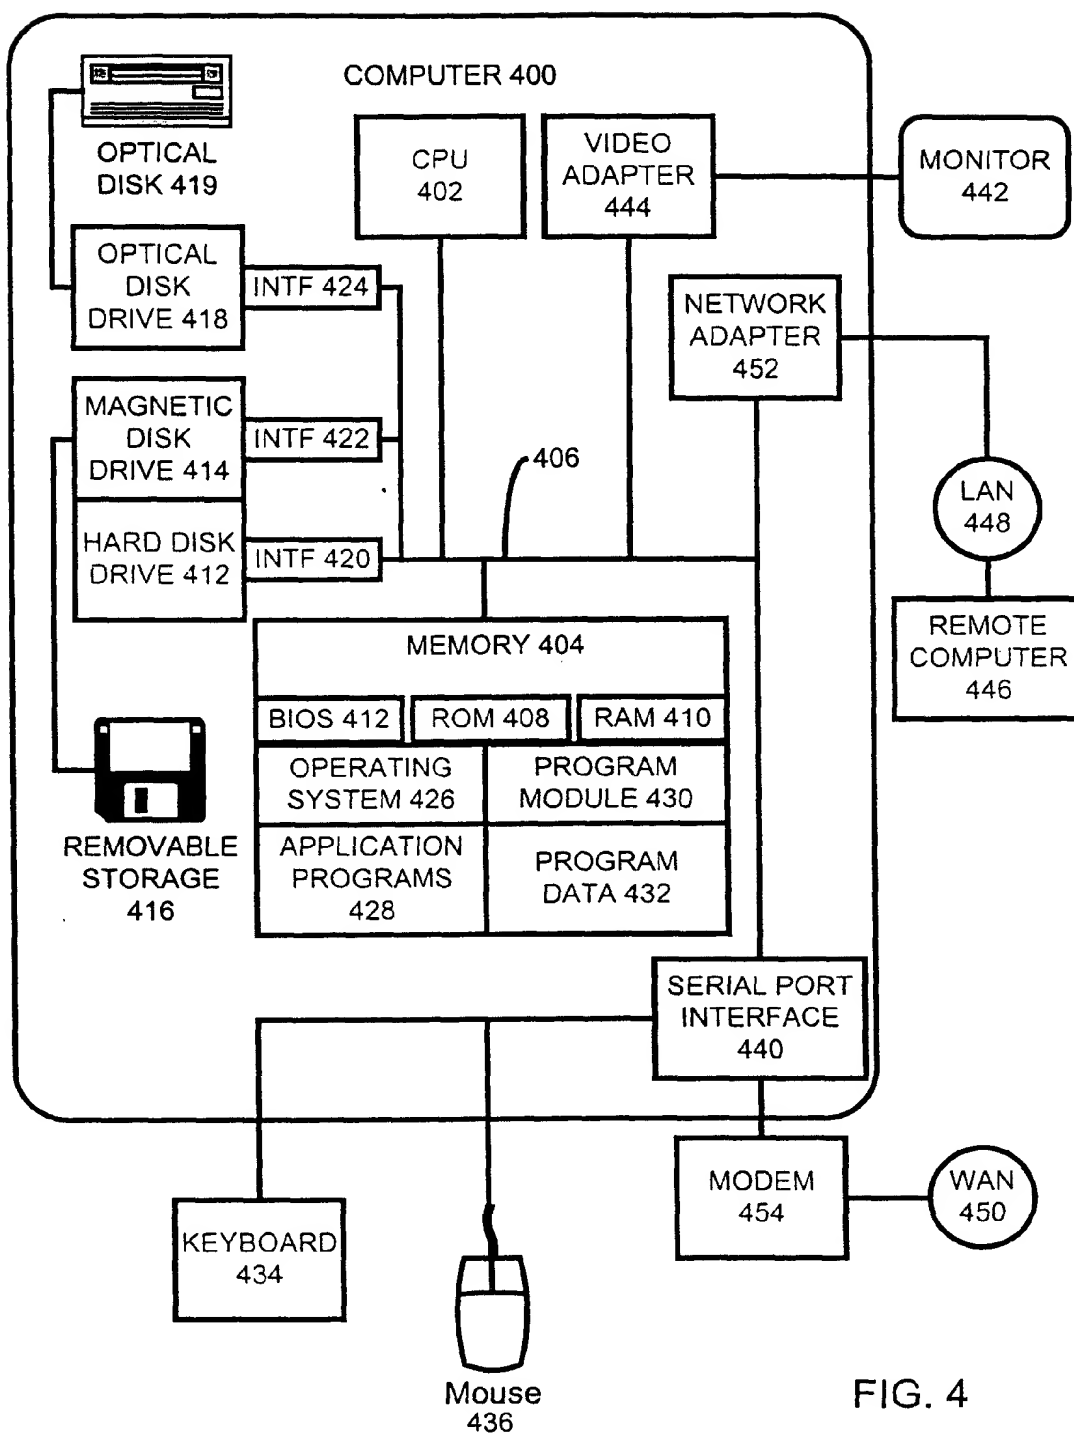 COMPUTER 400
OPTICAL
DISK 419
CPU
402
VIDEO
ADAPTER
444
MONITOR
442
OPTICAL
DISK
DRIVE 418
INTF 424
NETWORK
ADAPTER
452
MAGNETIC
DISK
DRIVE 414
INTF 422
406
LAN
448
HARD DISK
DRIVE 412
INTF 420
REMOTE
COMPUTER
446
MEMORY 404
BIOS 412
ROM 408
RAM 410
OPERATING
SYSTEM 426
PROGRAM
MODULE 430
REMOVABLE
STORAGE
416
APPLICATION
PROGRAMS
428
PROGRAM
DATA 432
SERIAL PORT
INTERFACE
440
MODEM
454
WAN
450
KEYBOARD
434
Mouse
436
FIG. 4